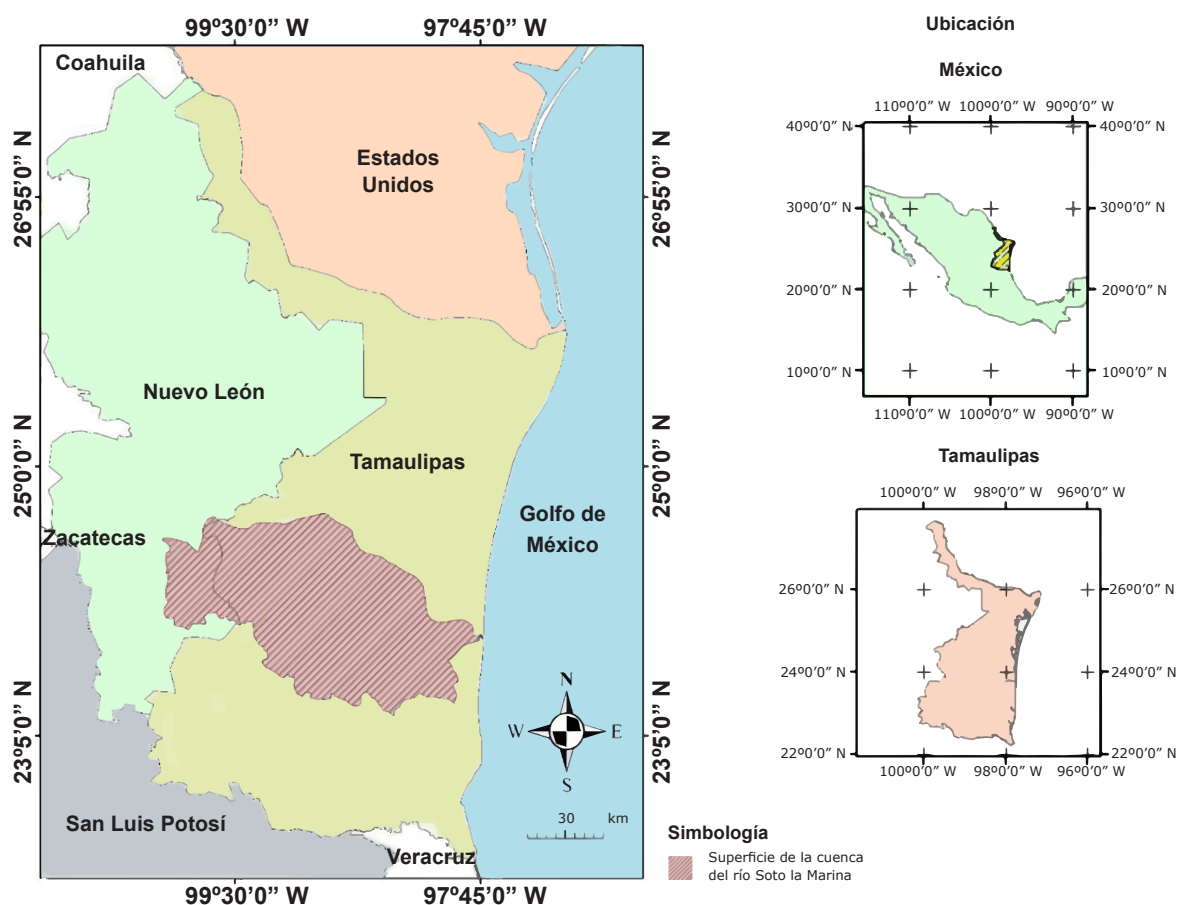 99º30’0” W
97º45’0” W
Coahuila
Estados
Unidos
26º55’0” N
26º55’0” N
Nuevo León
Tamaulipas
25º0’0” N
25º0’0” N
Golfo de
México
Zacatecas
23º5’0” N
23º5’0” N
N
W
E
S
San Luis Potosí
30
km
Veracruz
99º30’0” W
97º45’0” W
Ubicación
México
110º0’0” W
100º0’0” W
90º0’0” W
40º0’0” N
40º0’0” N
30º0’0” N
30º0’0” N
20º0’0” N
20º0’0” N
10º0’0” N
10º0’0” N
110º0’0” W
100º0’0” W
90º0’0” W
Tamaulipas
100º0’0” W
98º0’0” W
96º0’0” W
26º0’0” N
26º0’0” N
24º0’0” N
24º0’0” N
22º0’0” N
22º0’0” N
100º0’0” W
98º0’0” W
96º0’0” W
Simbología
Superficie de la cuenca
del río Soto la Marina